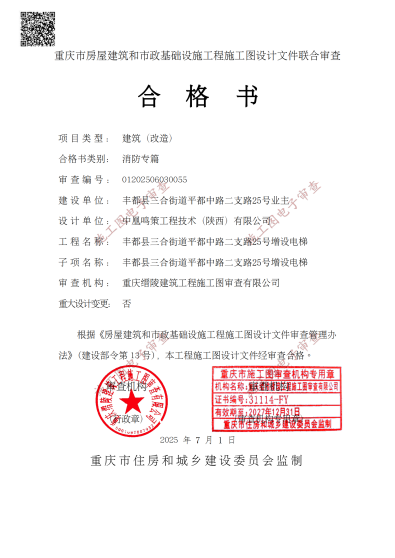 重庆市房屋建筑和市政基础设施工程施工图设计文件联合审查
合格书
项目类型：建筑（改造）
合格书类别：消防专篇
审查编号：01202506030055
建设单位：丰都县三合街道平都中路二支路25号业主
设计单位：中凰鸣策工程技术（陕西）有限公司
工程名称：丰都县三合街道平都中路二支路25号增设电梯
子项名称：丰都县三合街道平都中路二支路25号增设电梯
审查机构：重庆缙陵建筑工程施工图审查有限公司
重大设计变更：否
根据《房屋建筑和市政基础设施工程施工图设计文件审查管理办
法》（建设部令第13号），本工程施工图设计文件经审查合格。
审查机构
（行政章）
重庆市施工图审查机构专用章
机构名称：
证书编号：31114-FY
有效期至：2027年12月31日
重庆市住房和城乡建设委员会监制
2025 年 7 月 1 日
重庆市住房和城乡建设委员会监制